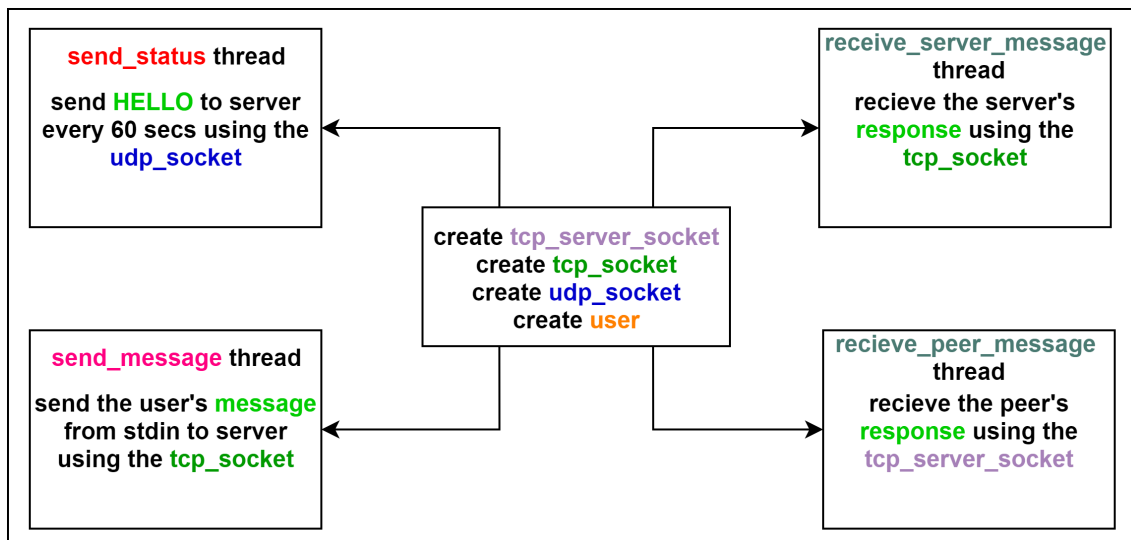 send_status thread
send HELLO to server
every 60 secs using the
udp_socket
receive_server_message
thread
recieve the server's
response using the
tcp_socket
create tcp_server_socket
create tcp_socket
create udp_socket
create user
send_message thread
send the user's message
from stdin to server
using the tcp_socket
recieve_peer_message
thread
recieve the peer's
response using the
tcp_server_socket